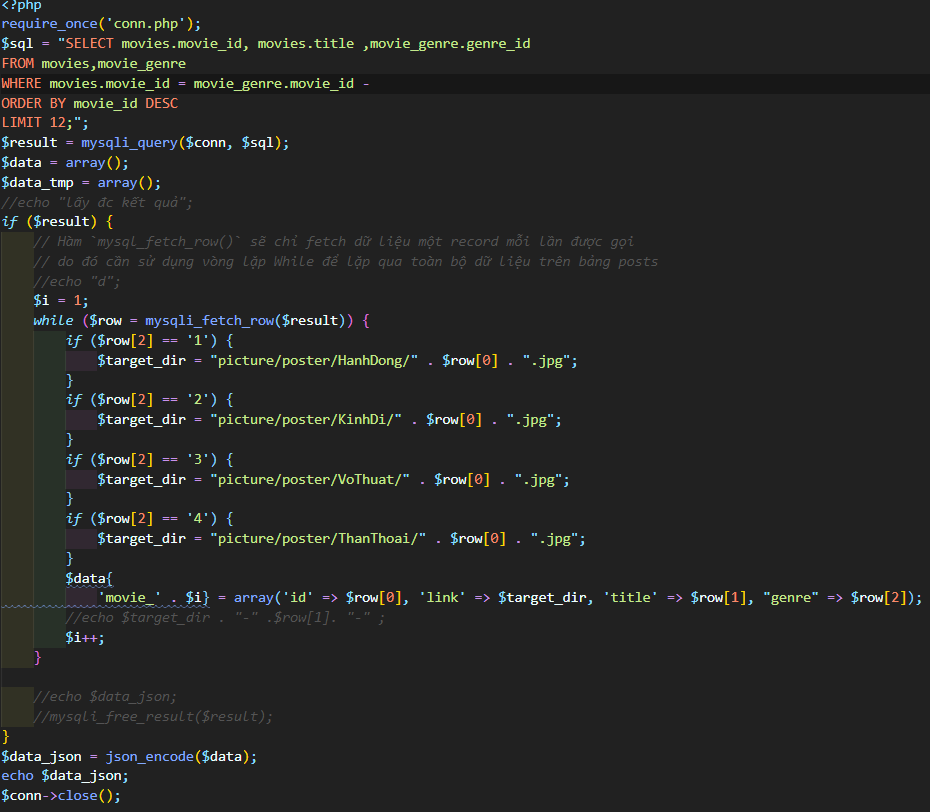 <?php
require_once('conn.php');
$sql = "SELECT movies.movie_id, movies.title ,movie_genre.genre_id
FROM movies,movie_genre
WHERE movies.movie_id = movie_genre.movie_id -
ORDER BY movie_id DESC
LIMIT 12;";
$result = mysqli_query($conn, $sql);
$data = array();
$data_tmp = array();
//echo "lấy đc kết quả";
if ($result) {
    // Hàm `mysql_fetch_row()` sẽ chỉ fetch dữ liệu một record mỗi lần được gọi
    // do đó cần sử dụng vòng lặp While để lặp qua toàn bộ dữ liệu trên bảng posts
    //echo "d";
    $i = 1;
    while ($row = mysqli_fetch_row($result)) {
        if ($row[2] == '1') {
            $target_dir = "picture/poster/HanhDong/" . $row[0] . ".jpg";
        }
        if ($row[2] == '2') {
            $target_dir = "picture/poster/KinhDi/" . $row[0] . ".jpg";
        }
        if ($row[2] == '3') {
            $target_dir = "picture/poster/VoThuat/" . $row[0] . ".jpg";
        }
        if ($row[2] == '4') {
            $target_dir = "picture/poster/ThanThoai/" . $row[0] . ".jpg";
        }
        $data{
            'movie_' . $i} = array('id' => $row[0], 'link' => $target_dir, 'title' => $row[1], "genre" => $row[2]);
        //echo $target_dir . "-" .$row[1]. "-" ;
        $i++;
    }
    //echo $data_json;
    //mysqli_free_result($result);
}
$data_json = json_encode($data);
echo $data_json;
$conn->close();